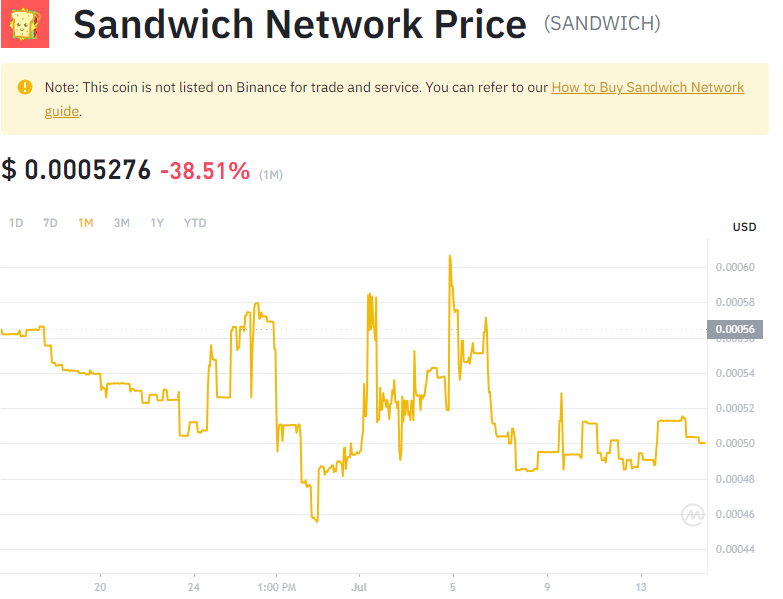 Sandwich Network Price (SANDWICH)
Note: This coin is not listed on Binance for trade and service. You can refer to our How to Buy Sandwich Network
guide.
$ 0.0005276 -38.51% (1M)
1D 7D 1M 3M 1Y YTD
USD
0.00060
0.00058
0.00056
0.00054
0.00052
0.00050
0.00048
0.00046
0.00044
20 24 1:00 PM Jul 5 9 13